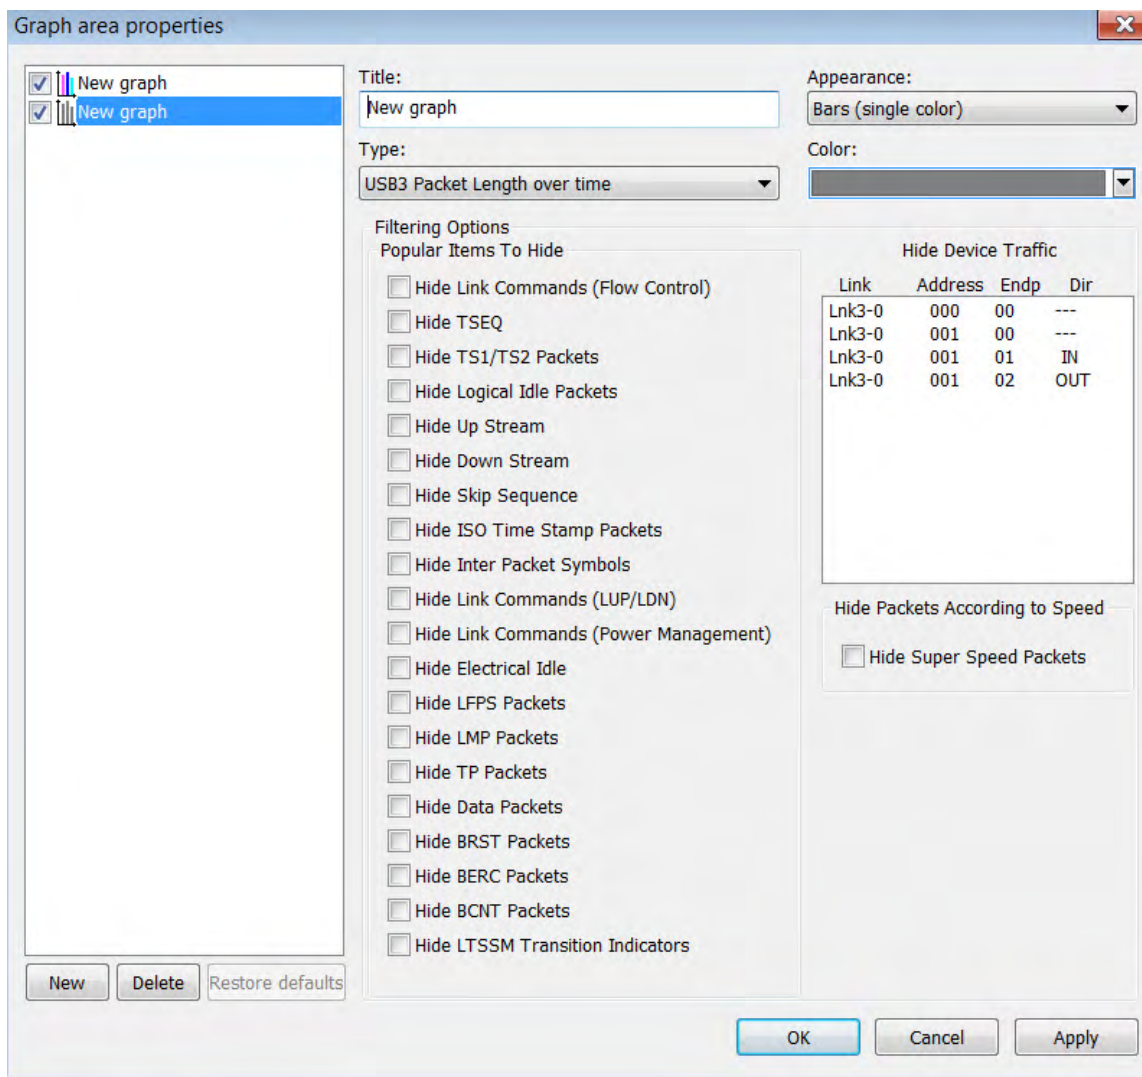 Graph area properties
New graph
New graph
Title:
New graph
Type:
USB3 Packet Length over time
Appearance:
Bars (single color)
Color:
Filtering Options
Popular Items To Hide
Hide Link Commands (Flow Control)
Hide TSEQ
Hide TS1/TS2 Packets
Hide Logical Idle Packets
Hide Up Stream
Hide Down Stream
Hide Skip Sequence
Hide ISO Time Stamp Packets
Hide Inter Packet Symbols
Hide Link Commands (LUP/LDN)
Hide Link Commands (Power Management)
Hide Electrical Idle
Hide LFPS Packets
Hide LMP Packets
Hide TP Packets
Hide Data Packets
Hide BRST Packets
Hide BERC Packets
Hide BCNT Packets
Hide LTSSM Transition Indicators
Hide Device Traffic
Link Address Endp Dir
Lnk3-0 000 00 ---
Lnk3-0 001 00 ---
Lnk3-0 001 01 IN
Lnk3-0 001 02 OUT
Hide Packets According to Speed
Hide Super Speed Packets
New Delete Restore defaults
OK Cancel Apply